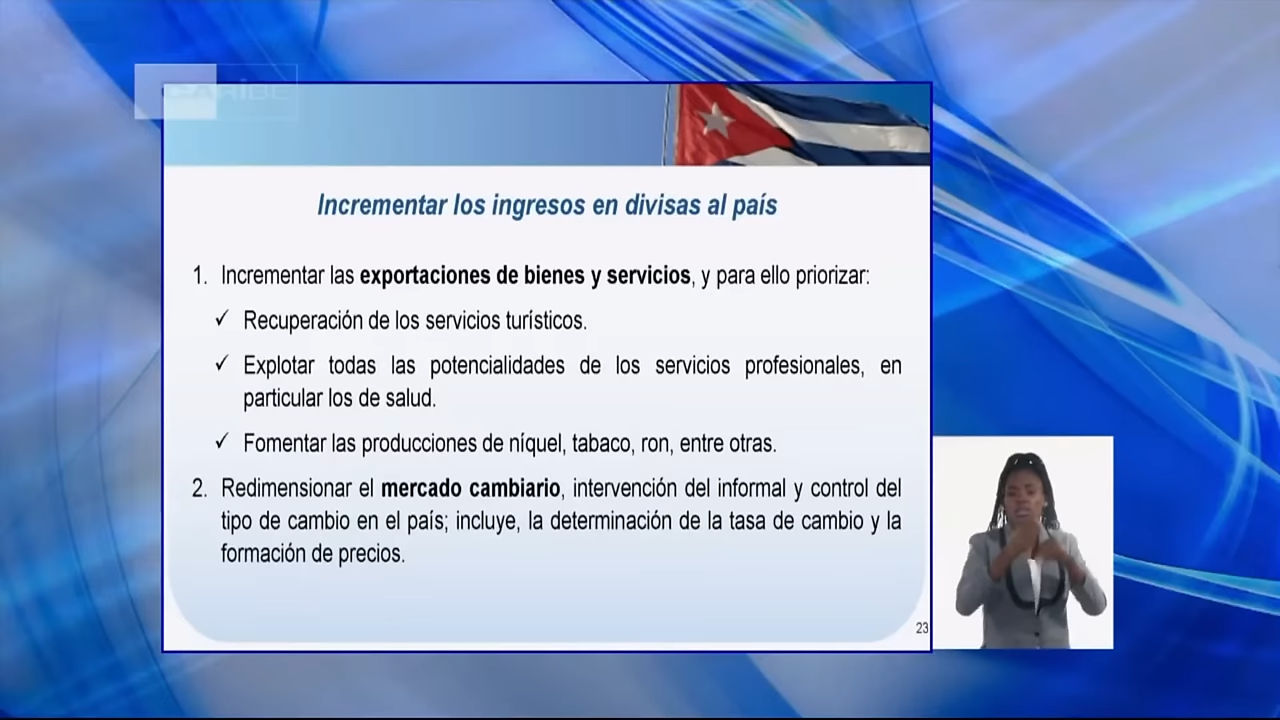 CARIBE
Incrementar los ingresos en divisas al país
1. Incrementar las exportaciones de bienes y servicios, y para ello priorizar:
✓ Recuperación de los servicios turísticos.
✓ Explotar todas las potencialidades de los servicios profesionales, en
particular los de salud.
✓ Fomentar las producciones de níquel, tabaco, ron, entre otras.
2. Redimensionar el mercado cambiario, intervención del informal y control del
tipo de cambio en el país; incluye, la determinación de la tasa de cambio y la
formación de precios.
23